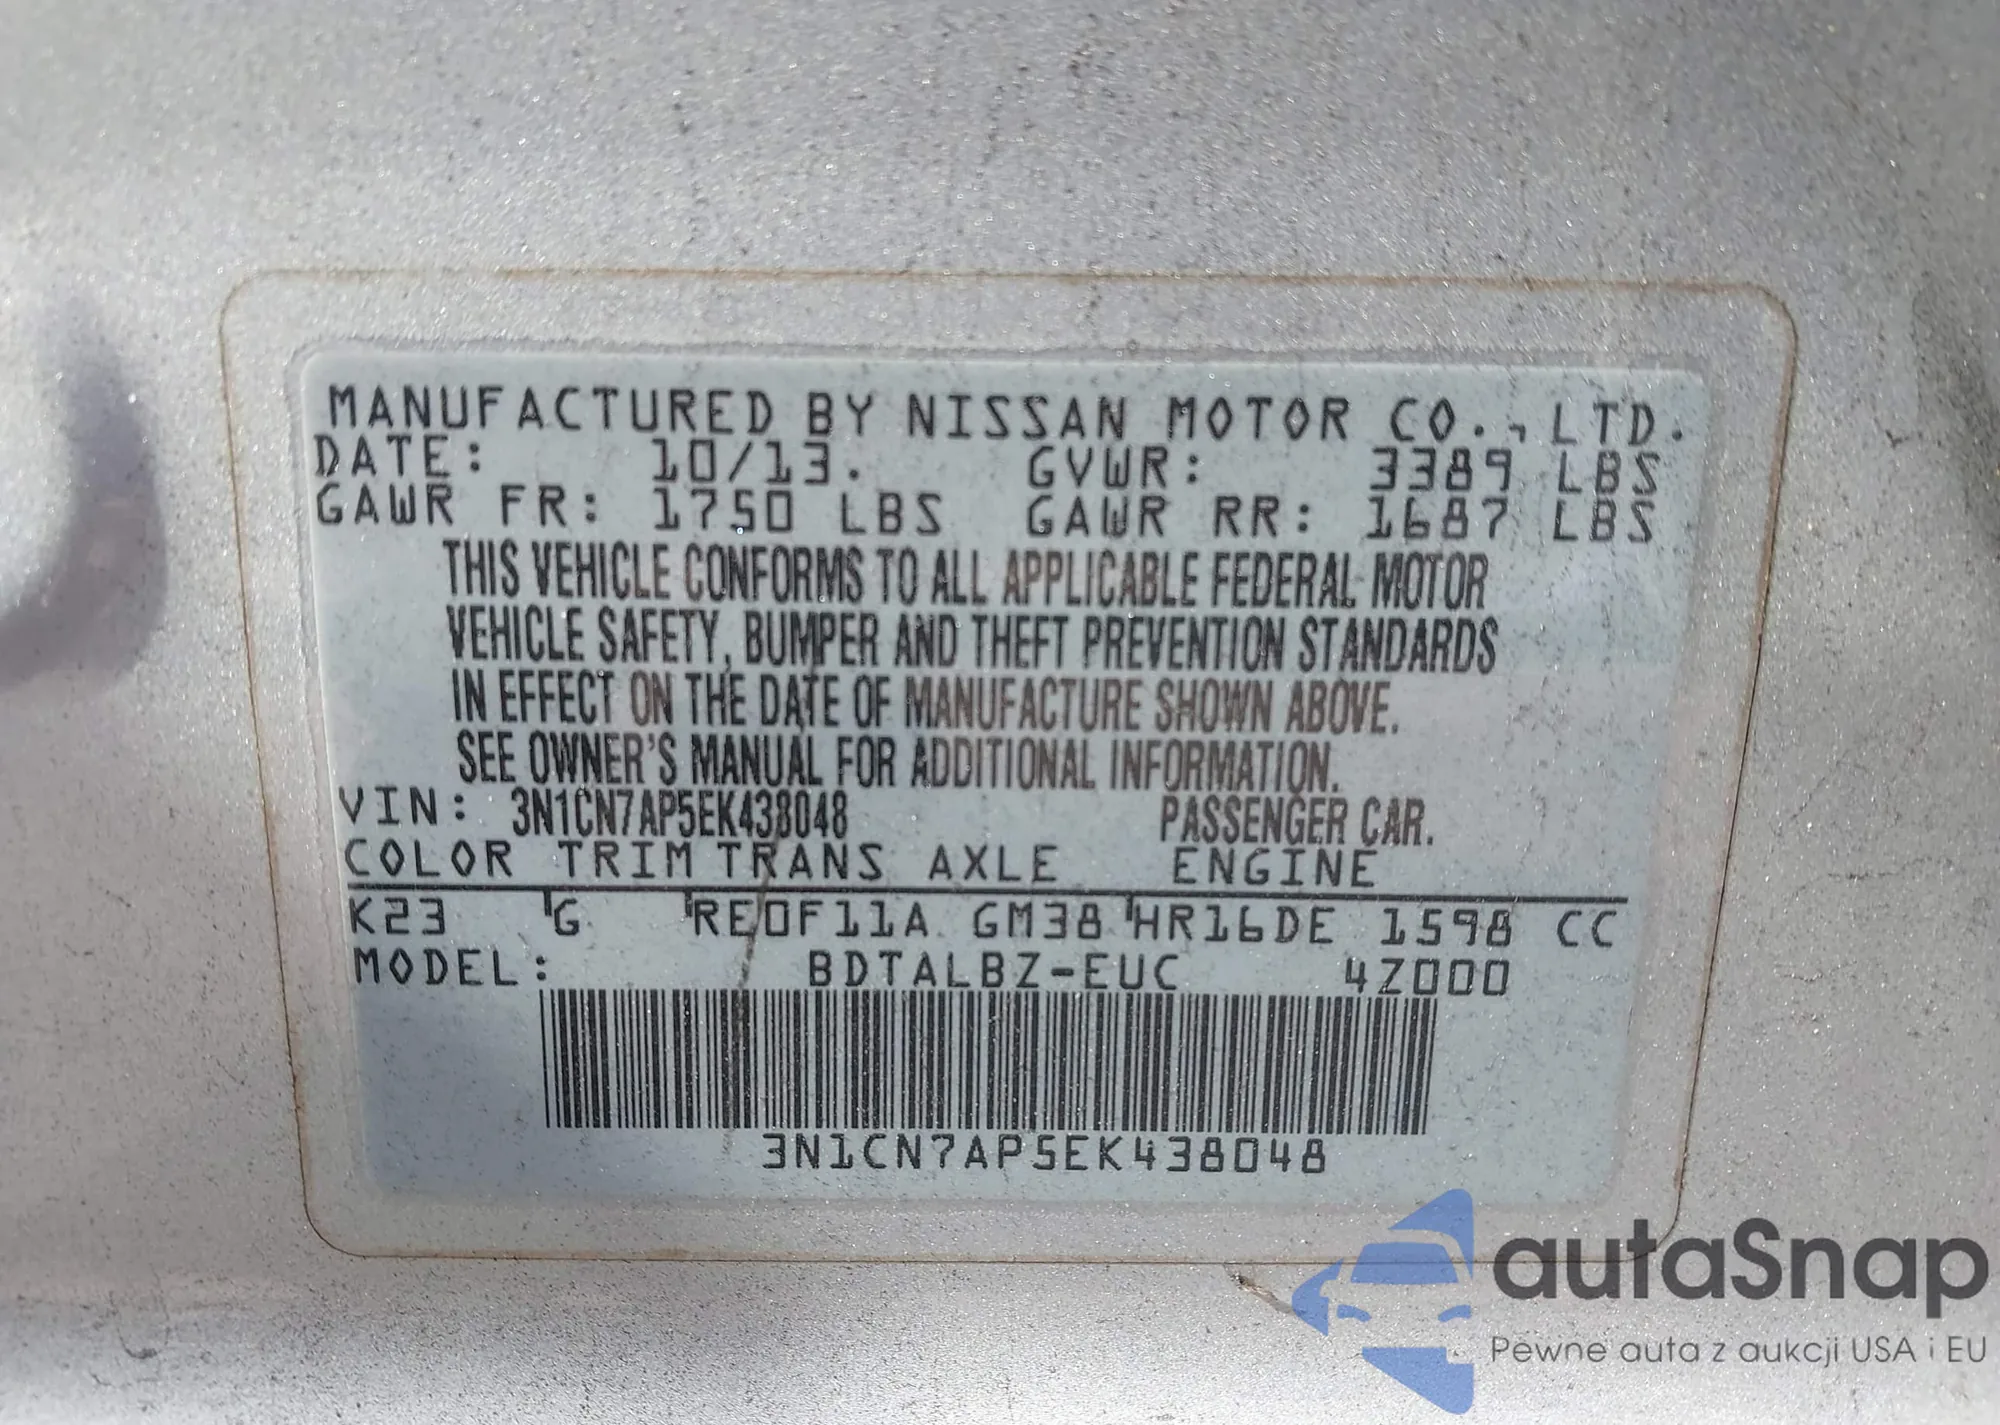 MANUFACTURED BY NISSAN MOTOR CO., LTD.
DATE: 10/13. GVWR: 3389 LBS
GAWR FR: 1750 LBS GAWR RR: 1687 LBS
THIS VEHICLE CONFORMS TO ALL APPLICABLE FEDERAL MOTOR
VEHICLE SAFETY, BUMPER AND THEFT PREVENTION STANDARDS
IN EFFECT ON THE DATE OF MANUFACTURE SHOWN ABOVE.
SEE OWNER'S MANUAL FOR ADDITIONAL INFORMATION.
VIN: 3N1CN7AP5EK438048 PASSENGER CAR.
COLOR TRIM TRANS AXLE ENGINE
K23 G RE0F11A GM38 HR16DE 1598 CC
MODEL: BDTALBZ-EUC 4Z000
3N1CN7AP5EK438048
autaSnap
Pewne auta z aukcji USA i EU